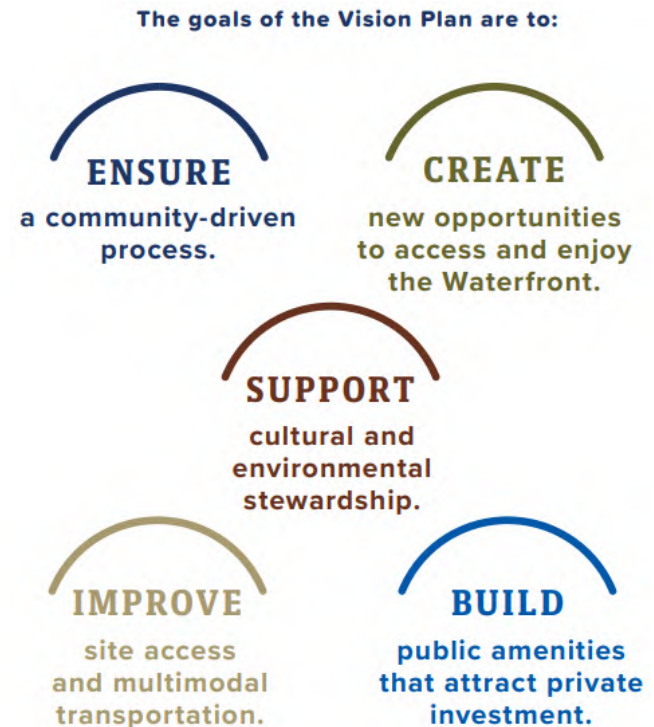 The goals of the Vision Plan are to:
ENSURE
a community-driven
process.
CREATE
new opportunities
to access and enjoy
the Waterfront.
SUPPORT
cultural and
environmental
stewardship.
IMPROVE
site access
and multimodal
transportation.
BUILD
public amenities
that attract private
investment.